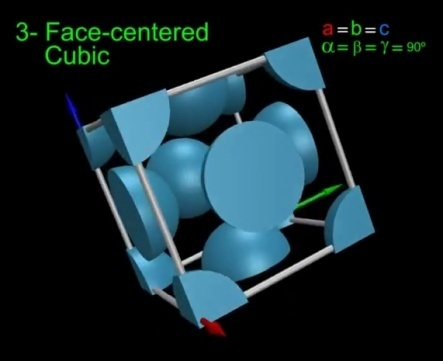 3- Face-centered
Cubic
a=b=c
α=β=γ=90º